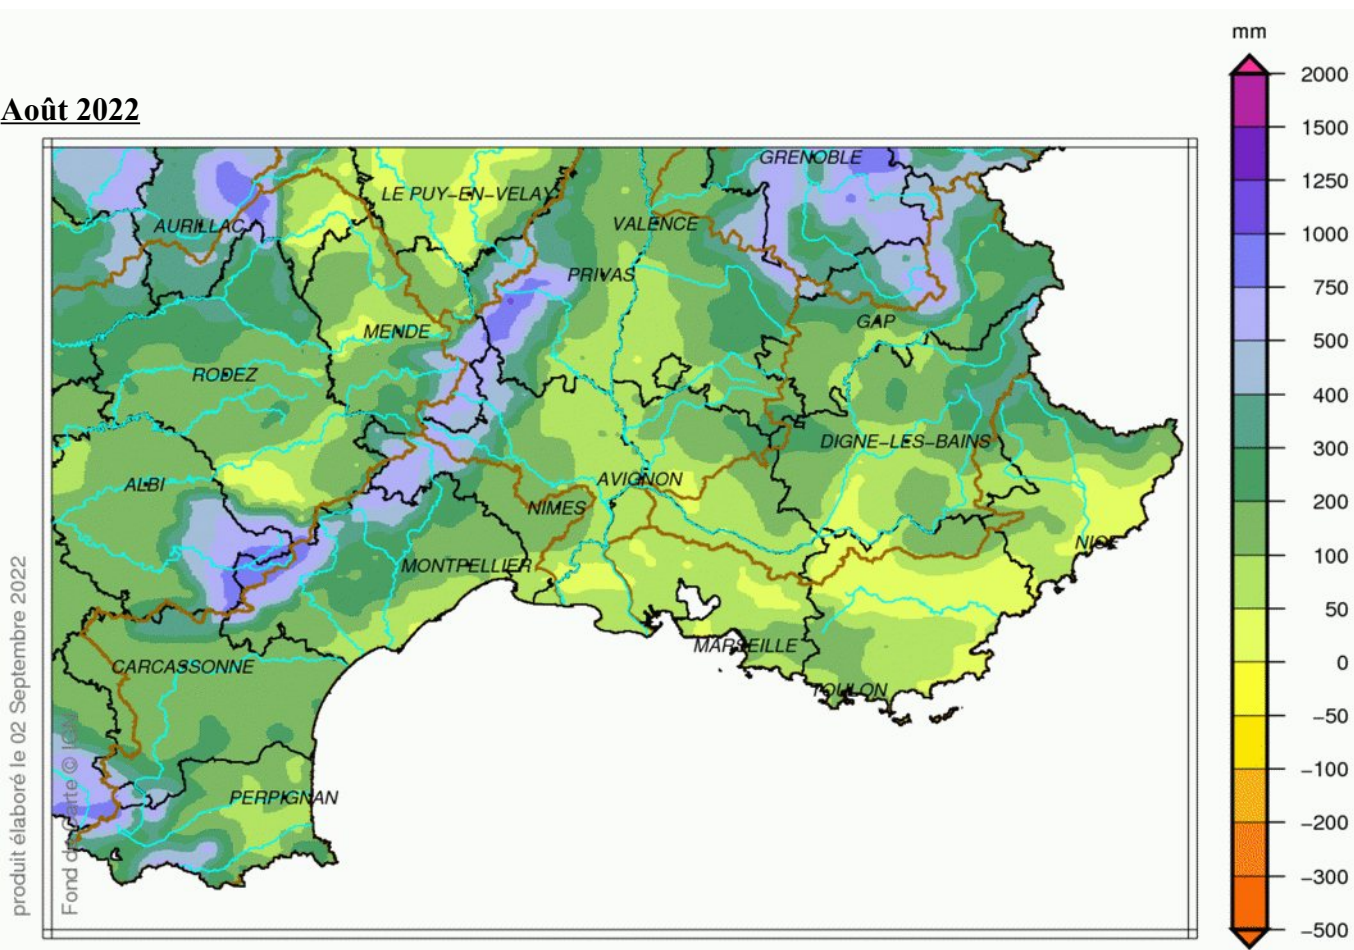 mm
2000
Août 2022
1500
GRENOBLE
1250
LE PUY-EN-VELAY
AURILLAC
VALENCE
1000
PRIVAS
750
GAP
MENDE
500
RODEZ
400
DIGNE-LES-BAINS
300
ALBI
AVIGNON
200
NIMES
NICE
100
MONTPELLIER
50
MARSEILLE
0
CARCASSONNE
TOULON
-50
-100
PERPIGNAN
-200
-300
-500
produit élaboré le 02 Septembre 2022
Fond de carte © IGN